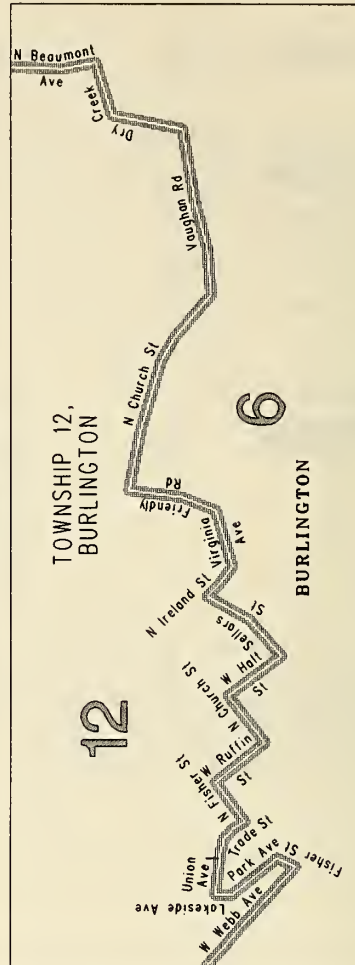 N Beaumont
Ave
Creek
Dry
Vaughan Rd
N Church St
TOWNSHIP 12,
BURLINGTON
6
BURLINGTON
Friendly
Rd
Virginia
Ave
N Ireland St
Sellars
St
W Holt
St
N Church St
12
W Ruffin
St
N Fisher St
Trade St
Union
Ave
Park Ave
Fisher St
Lakeside Ave
W Webb Ave